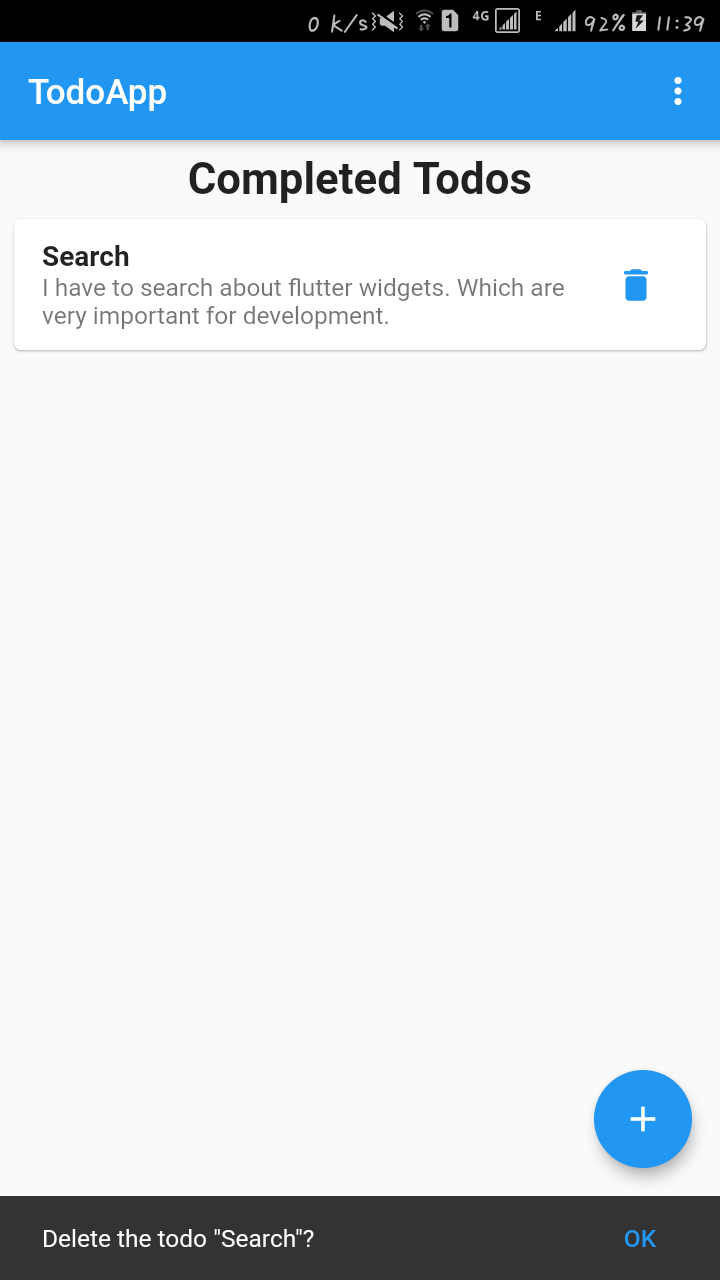 0 k/s 1 4G E 92% 11:39
TodoApp
Completed Todos
Search
I have to search about flutter widgets. Which are
very important for development.
Delete the todo "Search"? OK